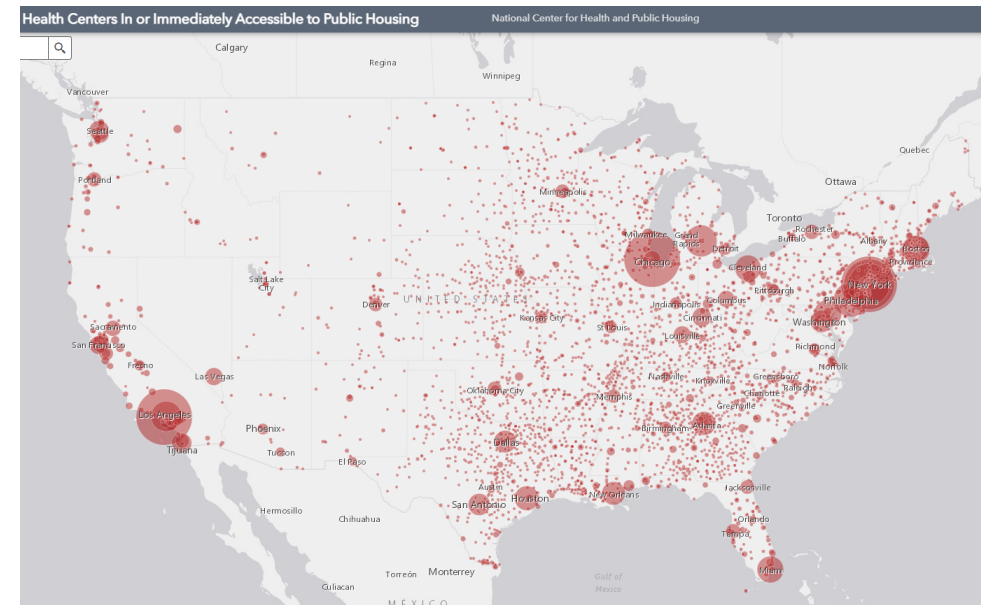 Health Centers In or Immediately Accessible to Public Housing
National Center for Health and Public Housing
Calgary
Regina
Winnipeg
Vancouver
Seattle
Quebec
Portland
Ottawa
Minneapolis
Toronto
Rochester
Buffalo
Albany
Boston
Milwaukee
Grand
Rapids
Detroit
Providence
Chicago
Cleveland
Salt Lake
City
New York
Pittsburgh
Denver
UNITED STATES
Indianapolis
Columbus
Philadelphia
Kansas City
Cincinnati
Washington
Sacramento
St Louis
Louisville
San Francisco
Richmond
Fresno
Norfolk
Las Vegas
Nashville
Knoxville
Greensboro
Raleigh
Oklahoma City
Memphis
Charlotte
Greenville
Los Angeles
Phoenix
Birmingham
Atlanta
Dallas
Tijuana
Tucson
El Paso
Austin
Jacksonville
New Orleans
San Antonio
Houston
Hermosillo
Chihuahua
Orlando
Tampa
Miami
Torreón
Monterrey
Gulf of
Mexico
Culiacan
MÉXICO